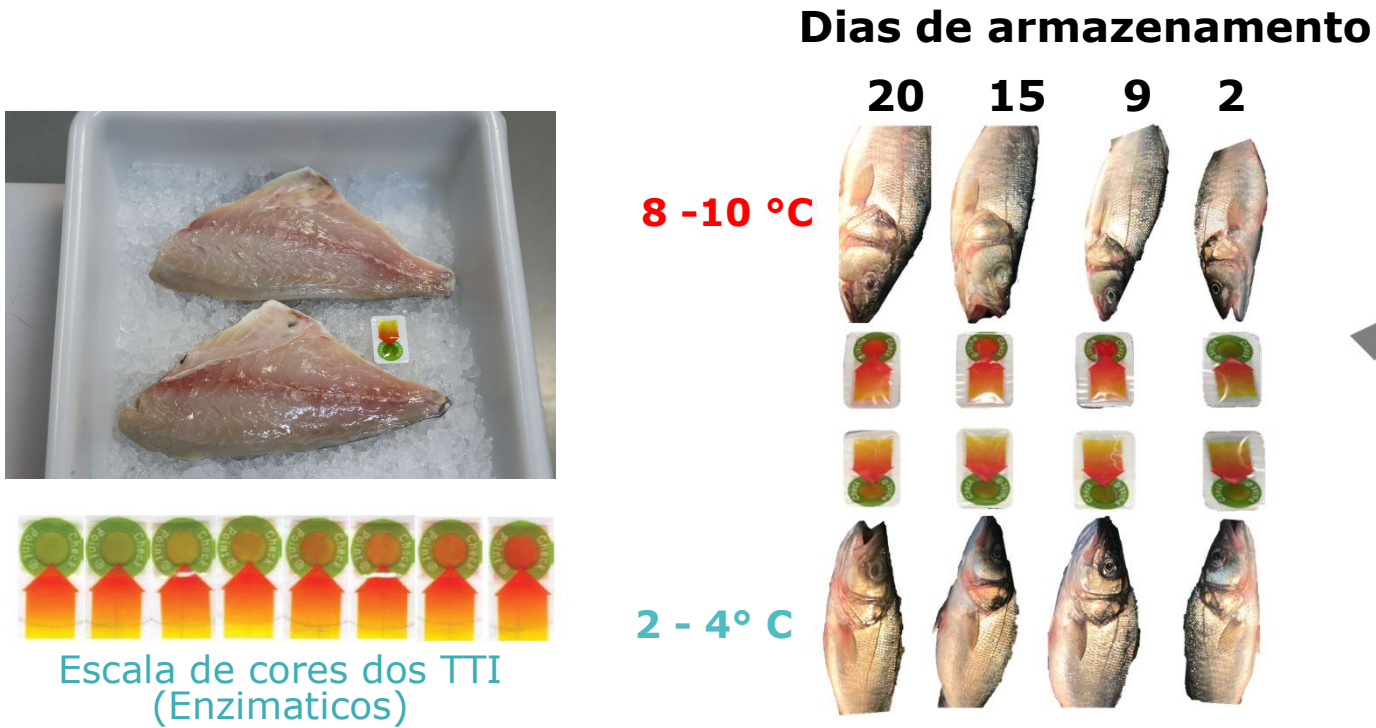 Dias de armazenamento
20 15 9 2
8 -10 °C
2 - 4° C
Escala de cores dos TTI
(Enzimaticos)